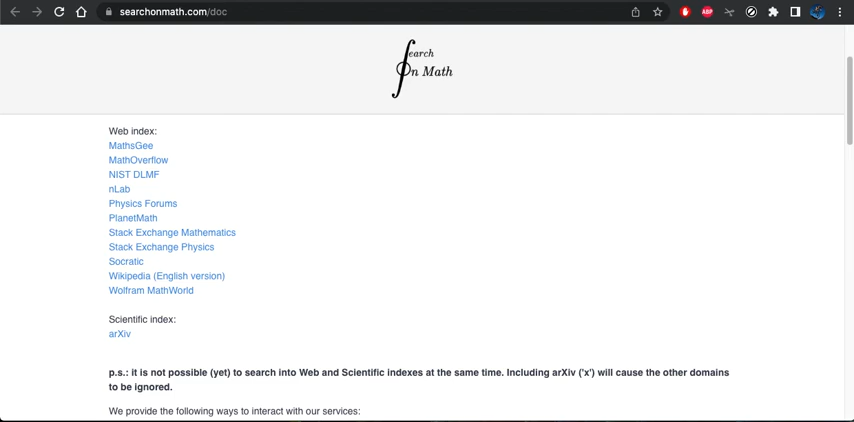 searchonmath.com/doc
ABP
∫earch
On Math
Web index:
MathsGee
MathOverflow
NIST DLMF
nLab
Physics Forums
PlanetMath
Stack Exchange Mathematics
Stack Exchange Physics
Socratic
Wikipedia (English version)
Wolfram MathWorld
Scientific index:
arXiv
p.s.: it is not possible (yet) to search into Web and Scientific indexes at the same time. Including arXiv ('x') will cause the other domains
to be ignored.
We provide the following ways to interact with our services: